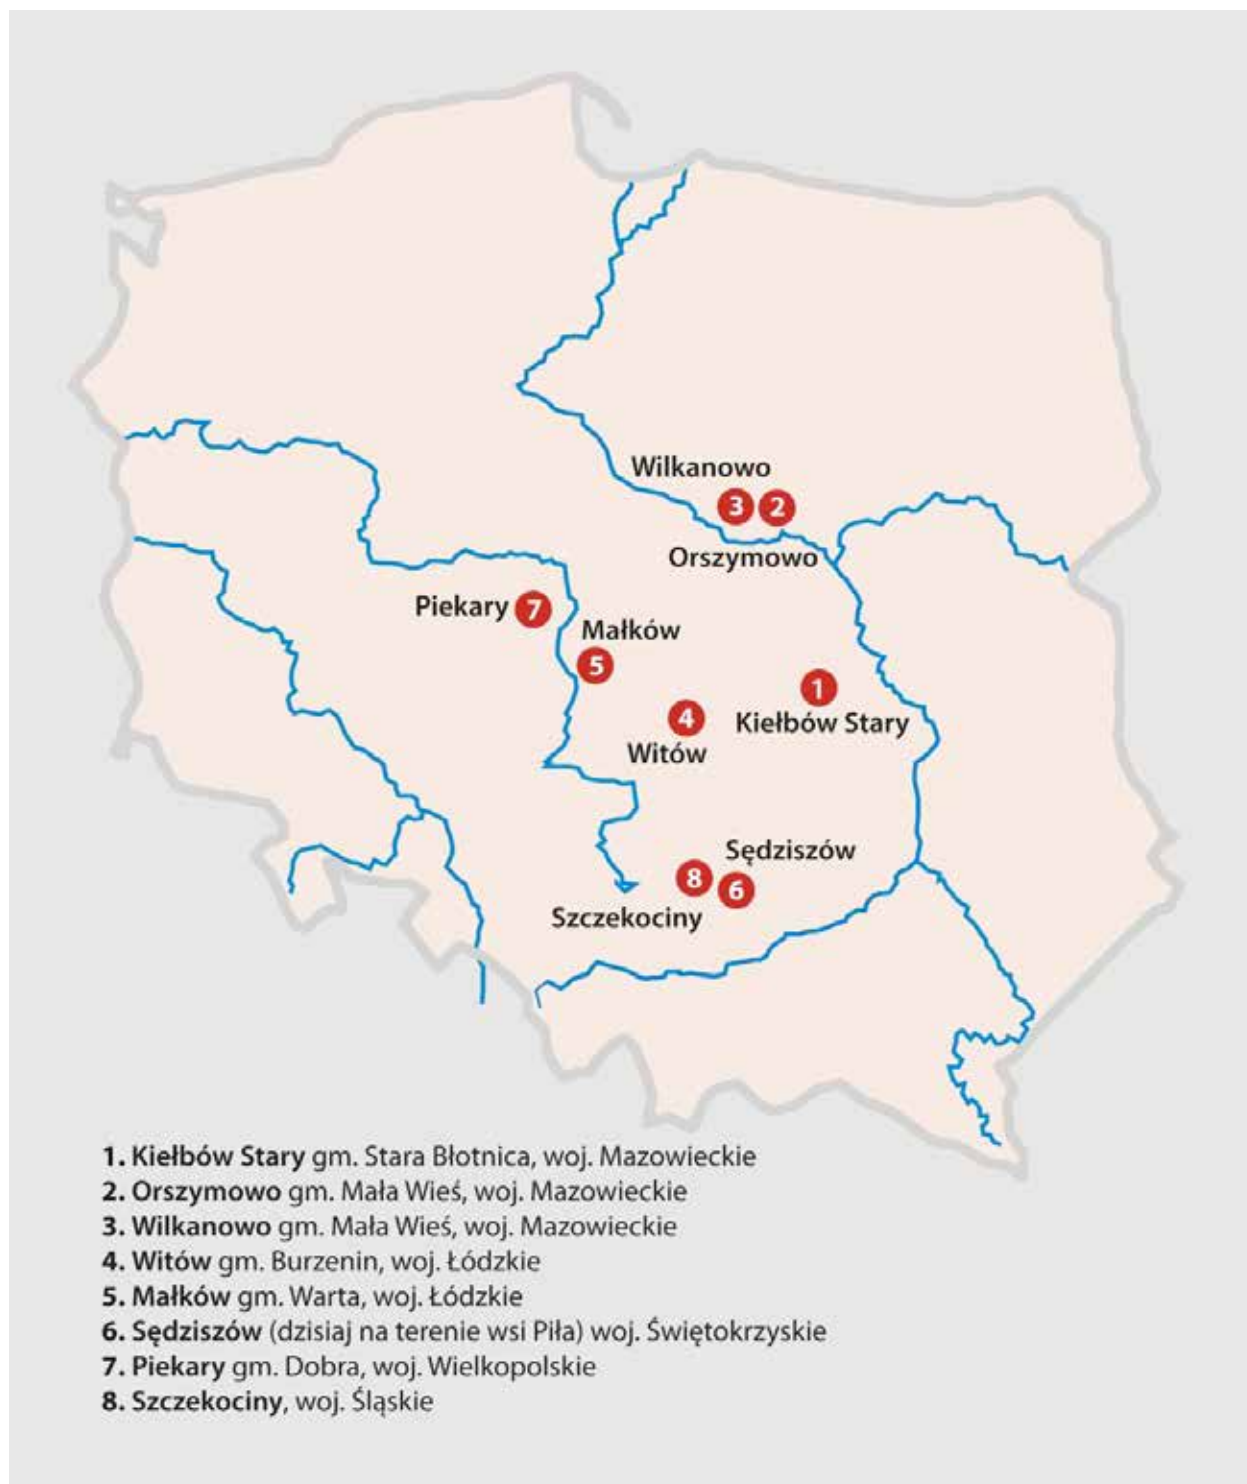 Wilkanowo
3 2
Orszymowo
Piekary 7
Małków
5
1
4
Kiełbów Stary
Witów
Sędziszów
8
6
Szczekociny
1. Kiełbów Stary gm. Stara Błotnica, woj. Mazowieckie
2. Orszymowo gm. Mała Wieś, woj. Mazowieckie
3. Wilkanowo gm. Mała Wieś, woj. Mazowieckie
4. Witów gm. Burzenin, woj. Łódzkie
5. Małków gm. Warta, woj. Łódzkie
6. Sędziszów (dzisiaj na terenie wsi Piła) woj. Świętokrzyskie
7. Piekary gm. Dobra, woj. Wielkopolskie
8. Szczekociny, woj. Śląskie